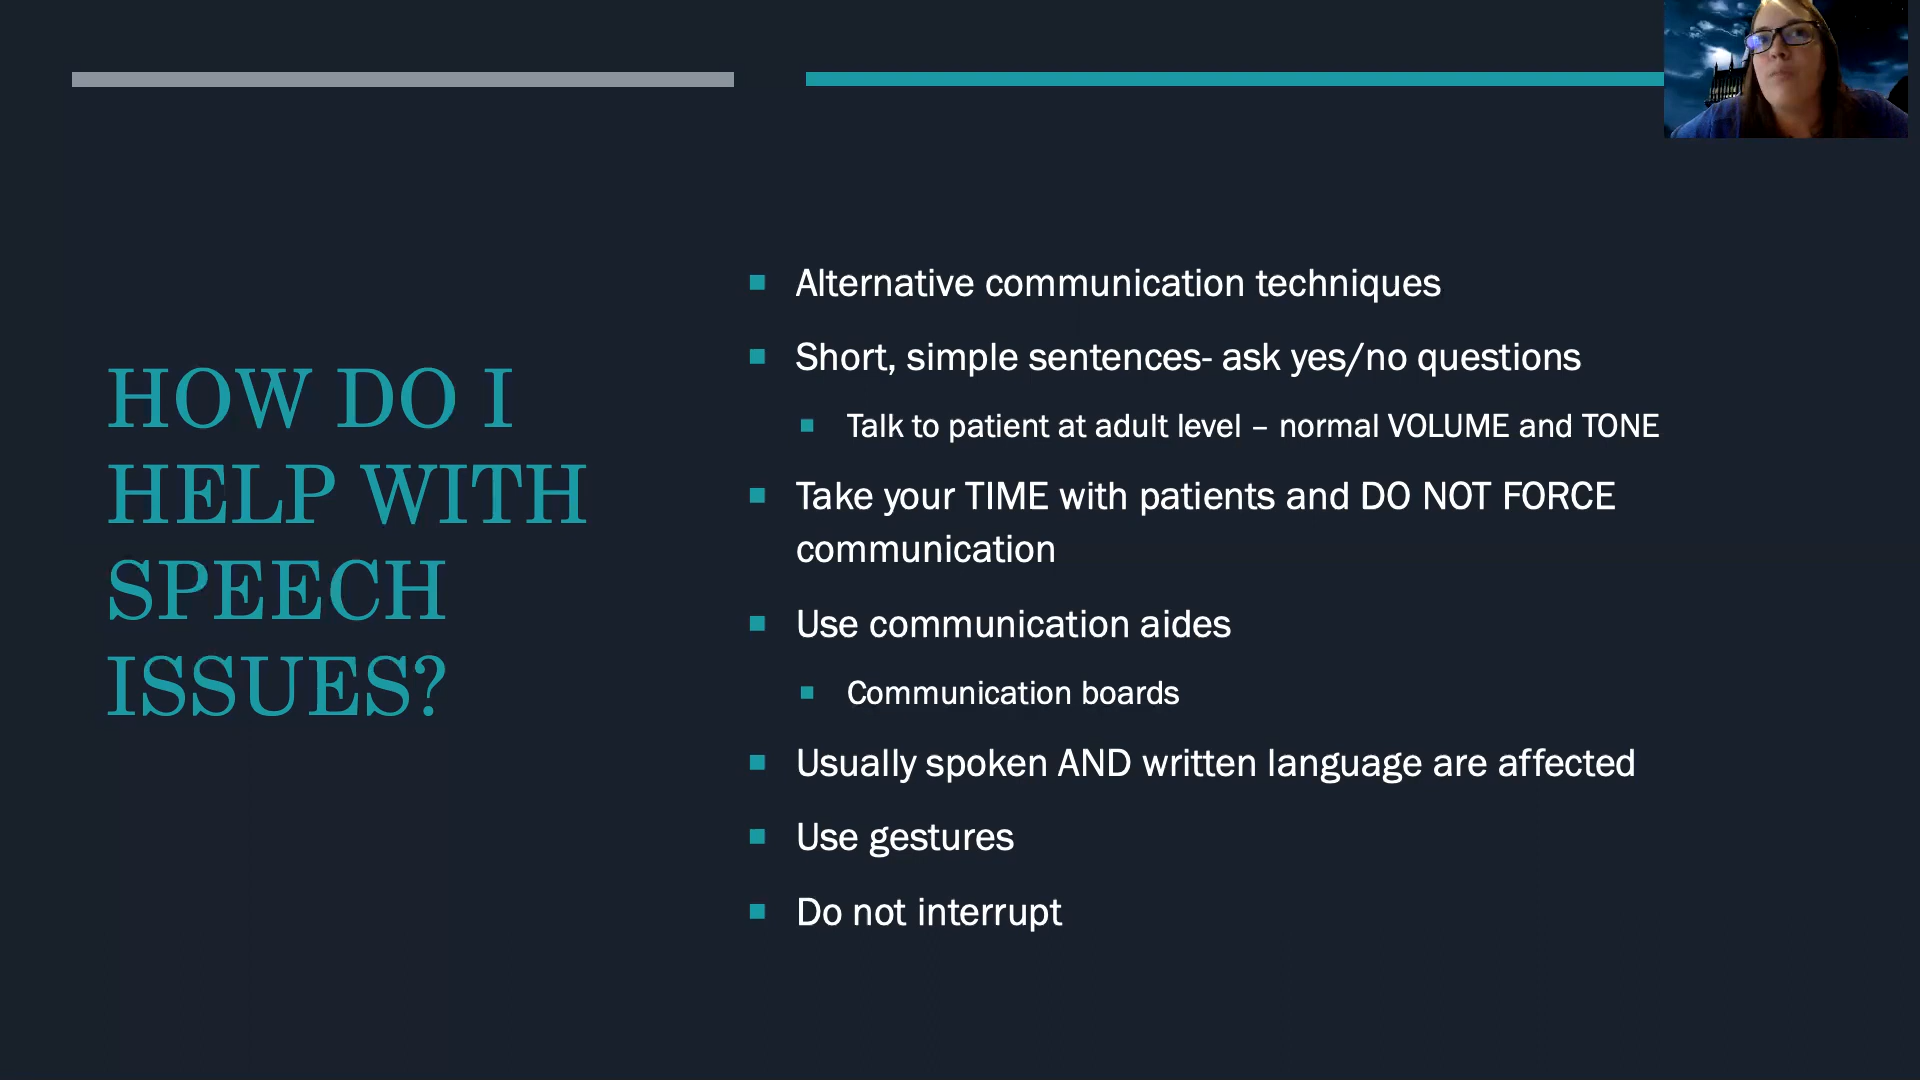 HOW DO I
HELP WITH
SPEECH
ISSUES?
Alternative communication techniques
Short, simple sentences- ask yes/no questions
Talk to patient at adult level – normal VOLUME and TONE
Take your TIME with patients and DO NOT FORCE
communication
Use communication aides
Communication boards
Usually spoken AND written language are affected
Use gestures
Do not interrupt